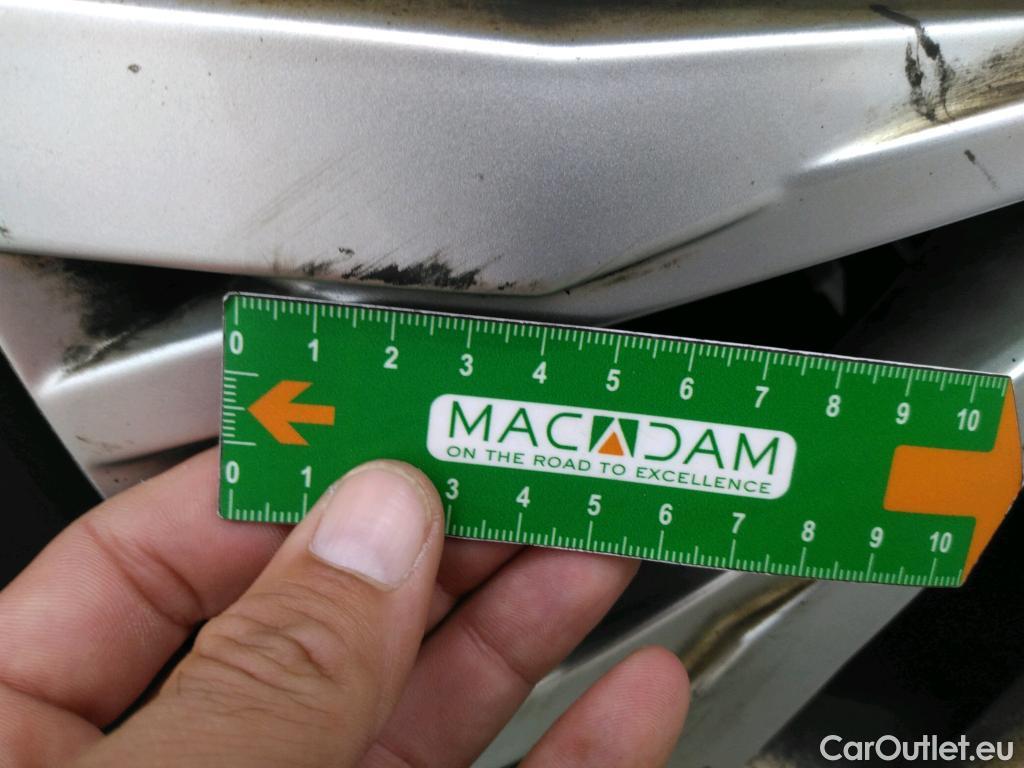 0 1 2 3 4 5 6 7 8 9 10
MACADAM
ON THE ROAD TO EXCELLENCE
0 1 3 4 5 6 7 8 9 10
CarOutlet.eu